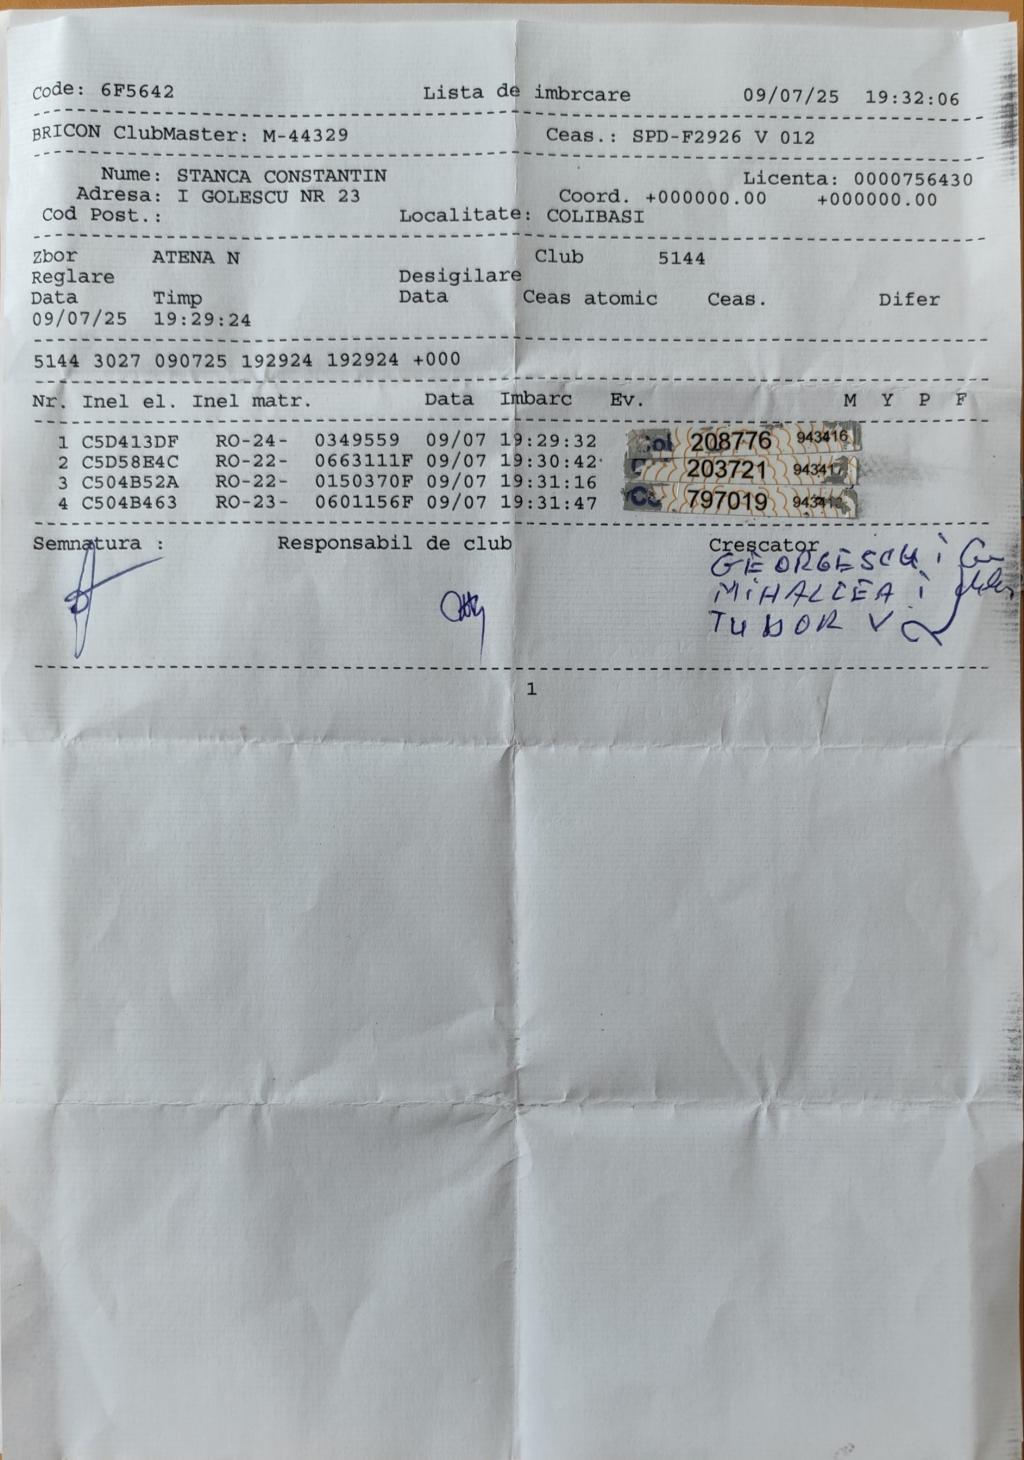 Code: 6F5642 Lista de imbrcare 09/07/25 19:32:06
BRICON ClubMaster: M-44329 Ceas.: SPD-F2926 V 012
Nume: STANCA CONSTANTIN Licenta: 0000756430
Adresa: I GOLESCU NR 23 Coord. +000000.00 +000000.00
Cod Post.: Localitate: COLIBASI
Zbor ATENA N Club 5144
Reglare Desigilare
Data Timp Data Ceas atomic Ceas. Difer
09/07/25 19:29:24
5144 3027 090725 192924 192924 +000
Nr. Inel el. Inel matr. Data Imbarc Ev. M Y P F
1 C5D413DF RO-24- 0349559 09/07 19:29:32 208776 943416
2 C5D58E4C RO-22- 0663111F 09/07 19:30:42 203721 943417
3 C504B52A RO-22- 0150370F 09/07 19:31:16 797019
4 C504B463 RO-23- 0601156F 09/07 19:31:47
Semnatura : Responsabil de club Crescator
GEORGESCU I
MIHALCEA I
TUDOR V
1